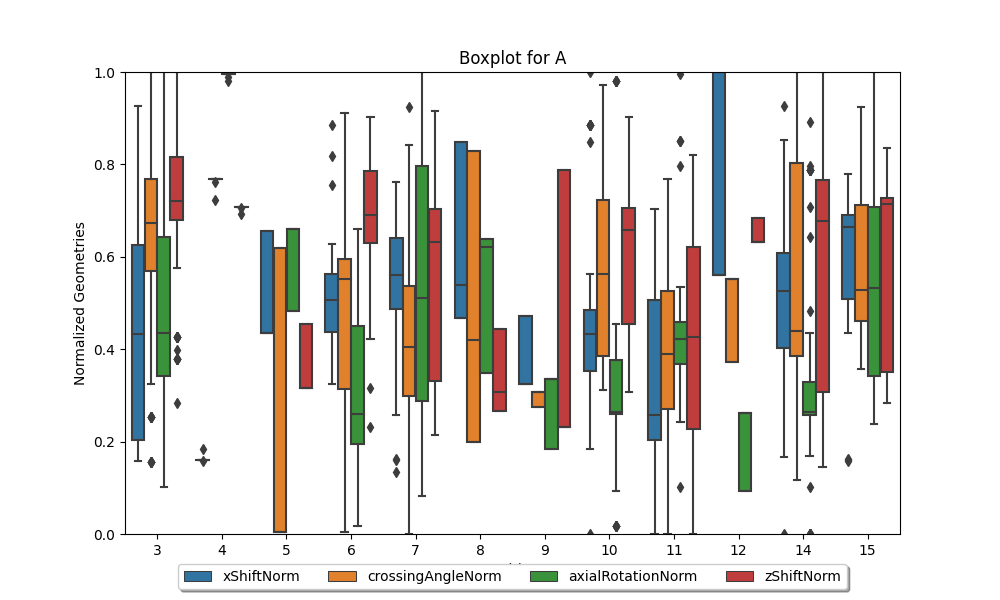 Boxplot for A
Normalized Geometries
1.0
0.8
0.6
0.4
0.2
0.0
3 4 5 6 7 8 9 10 11 12 14 15
xShiftNorm crossingAngleNorm axialRotationNorm zShiftNorm